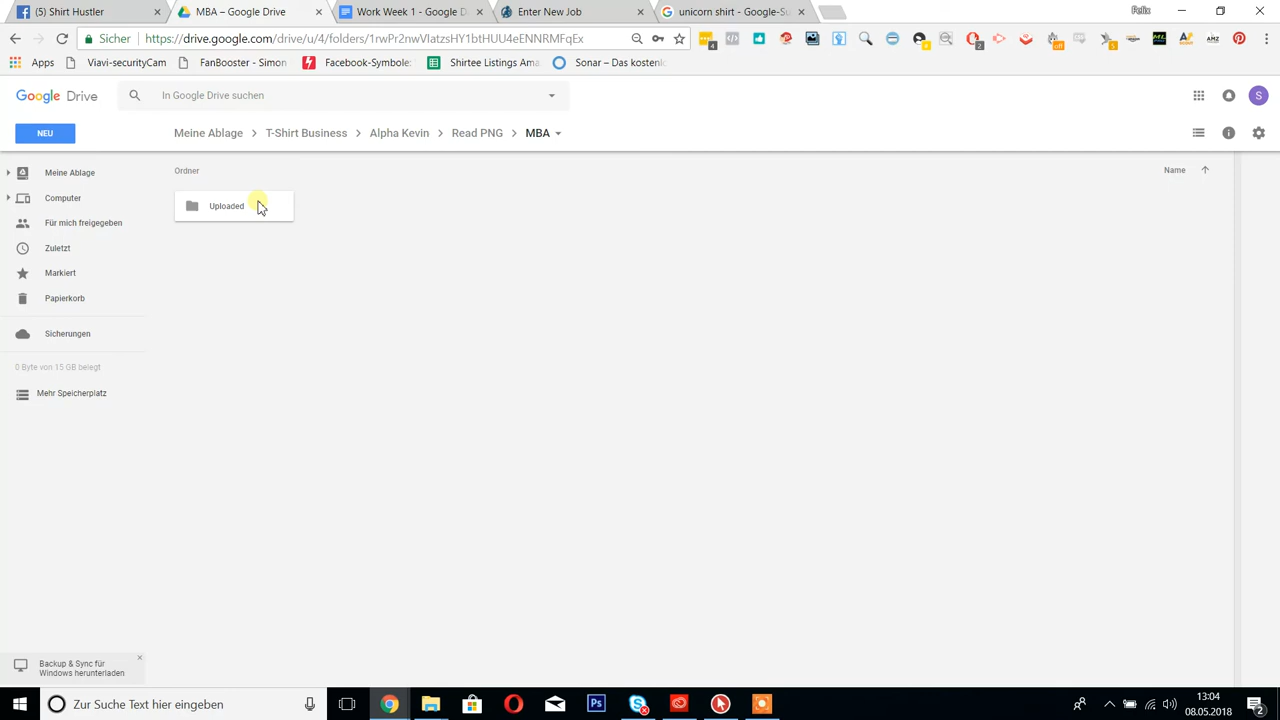 (5) Shirt Hustler
MBA – Google Drive
Work Week 1 - Google D
Enter New Job
unicorn shirt - Google-Su
Felix
Sicher
https://drive.google.com/drive/u/4/folders/1rwPr2nwVIatzsHY1btHUU4eENNRMFqEx
Apps
Viavi-securityCam
FanBooster - Simon
Facebook-Symbole:
Shirtee Listings Ama
Sonar – Das kostenl
Google Drive
In Google Drive suchen
S
NEU
Meine Ablage > T-Shirt Business > Alpha Kevin > Read PNG > MBA
Meine Ablage
Computer
Für mich freigegeben
Zuletzt
Markiert
Papierkorb
Sicherungen
0 Byte von 15 GB belegt
Mehr Speicherplatz
Ordner
Name
Uploaded
Backup & Sync für
Windows herunterladen
Zur Suche Text hier eingeben
Ps
13:04
08.05.2018
2